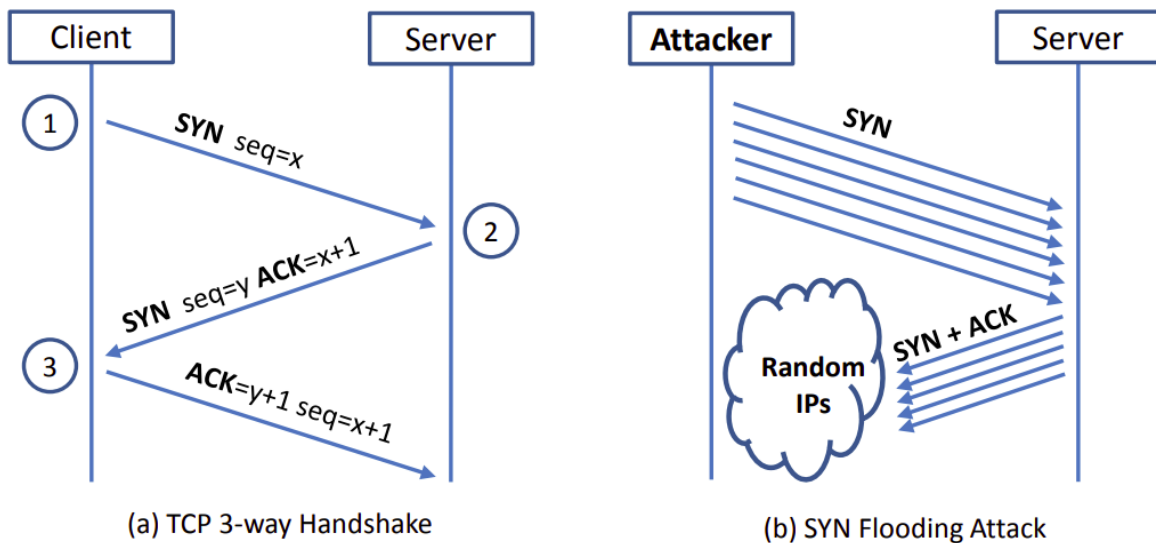 Client
Server
1
SYN seq=x
2
SYN seq=y ACK=x+1
3
ACK=y+1 seq=x+1
(a) TCP 3-way Handshake
Attacker
Server
SYN
SYN + ACK
Random
IPs
(b) SYN Flooding Attack